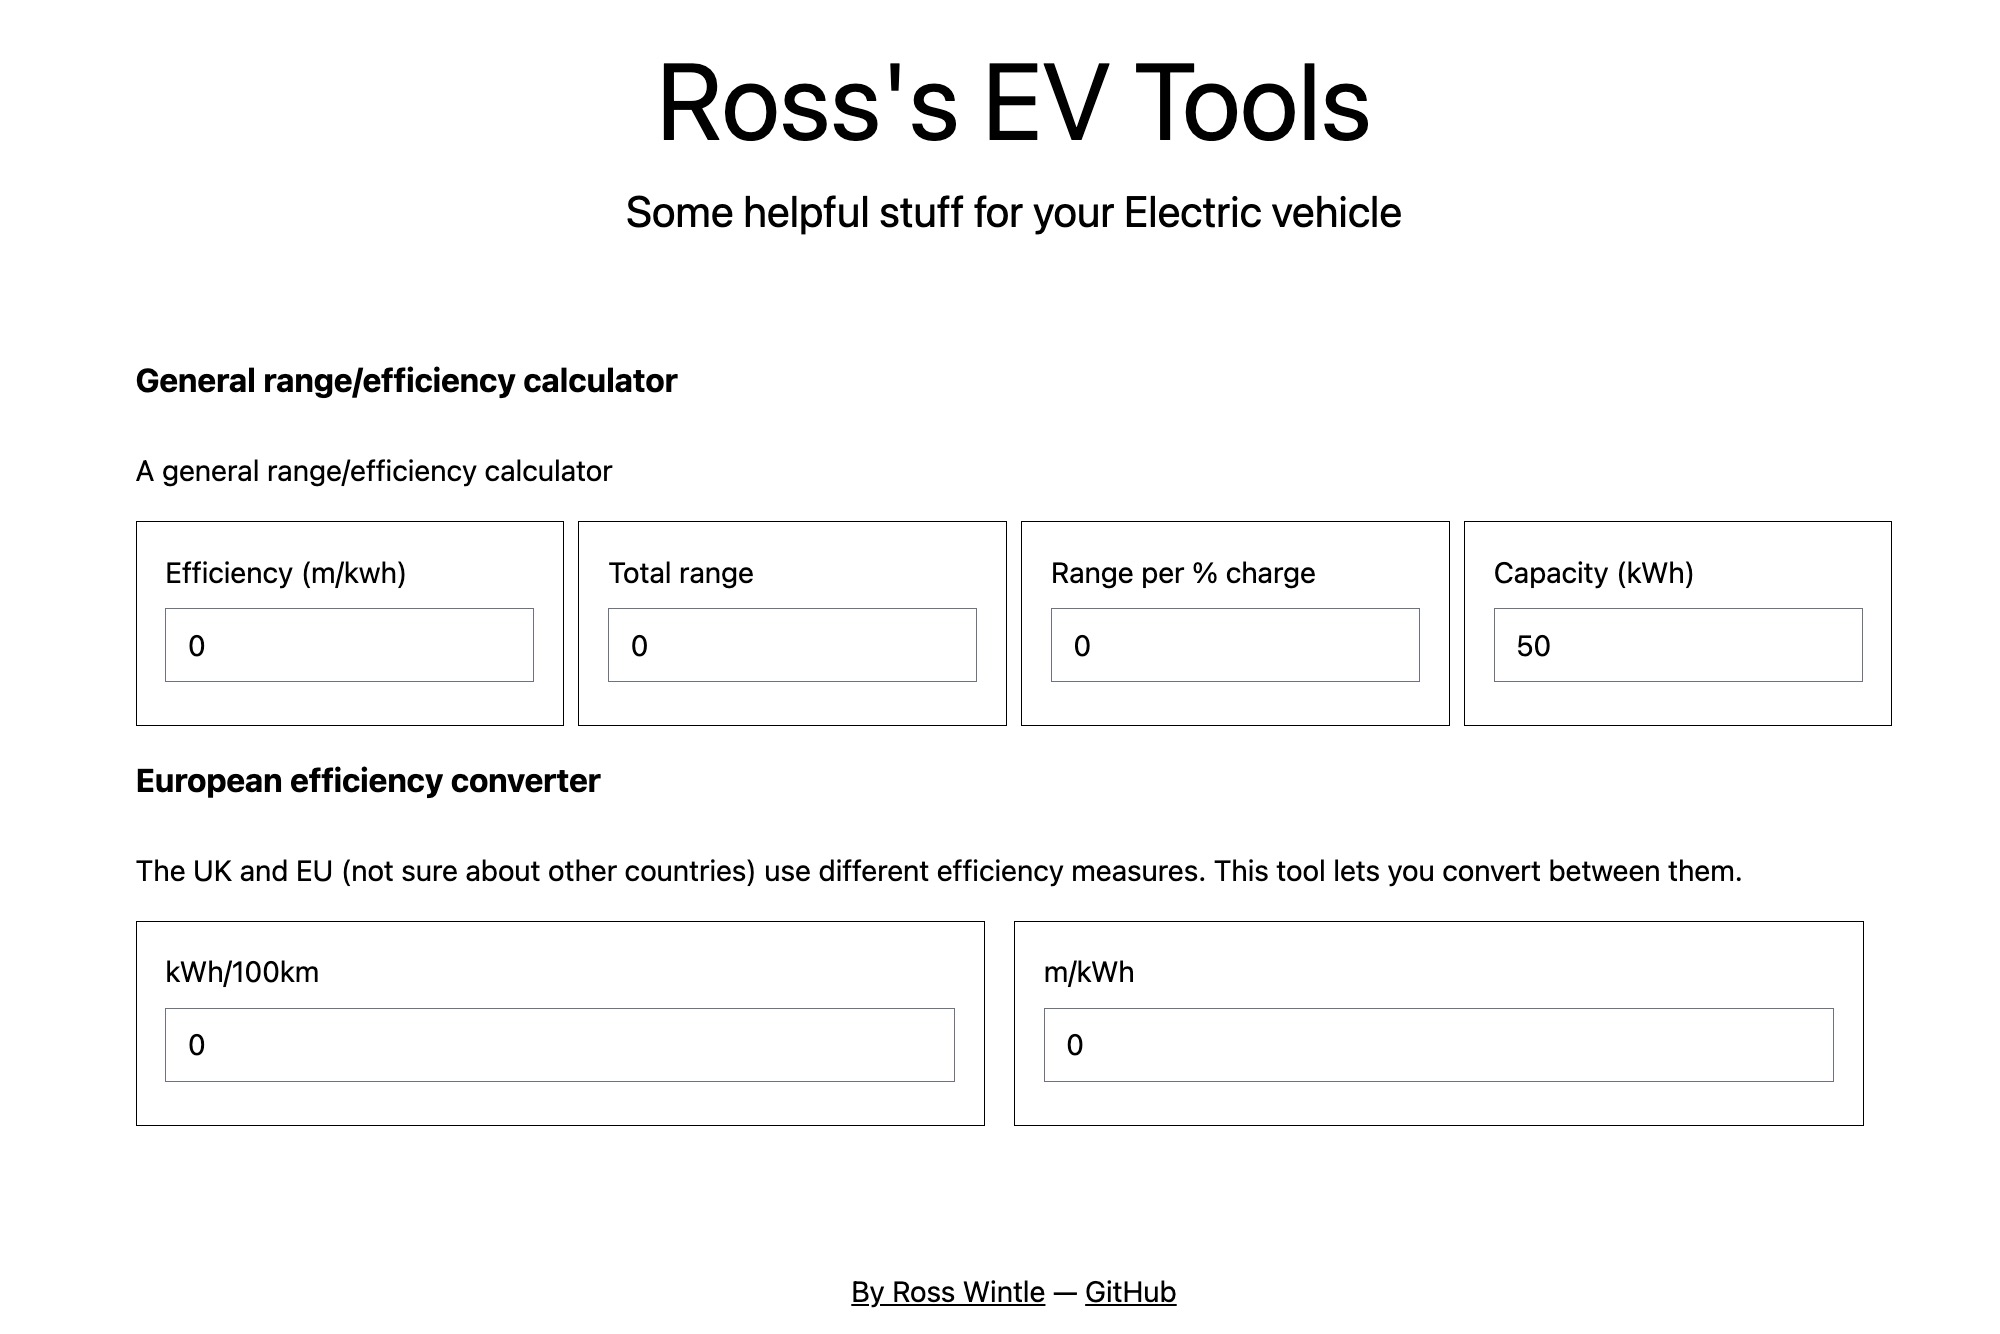 Ross's EV Tools
Some helpful stuff for your Electric vehicle
General range/efficiency calculator
A general range/efficiency calculator
Efficiency (m/kwh)
0
Total range
0
Range per % charge
0
Capacity (kWh)
50
European efficiency converter
The UK and EU (not sure about other countries) use different efficiency measures. This tool lets you convert between them.
kWh/100km
0
m/kWh
0
By Ross Wintle — GitHub